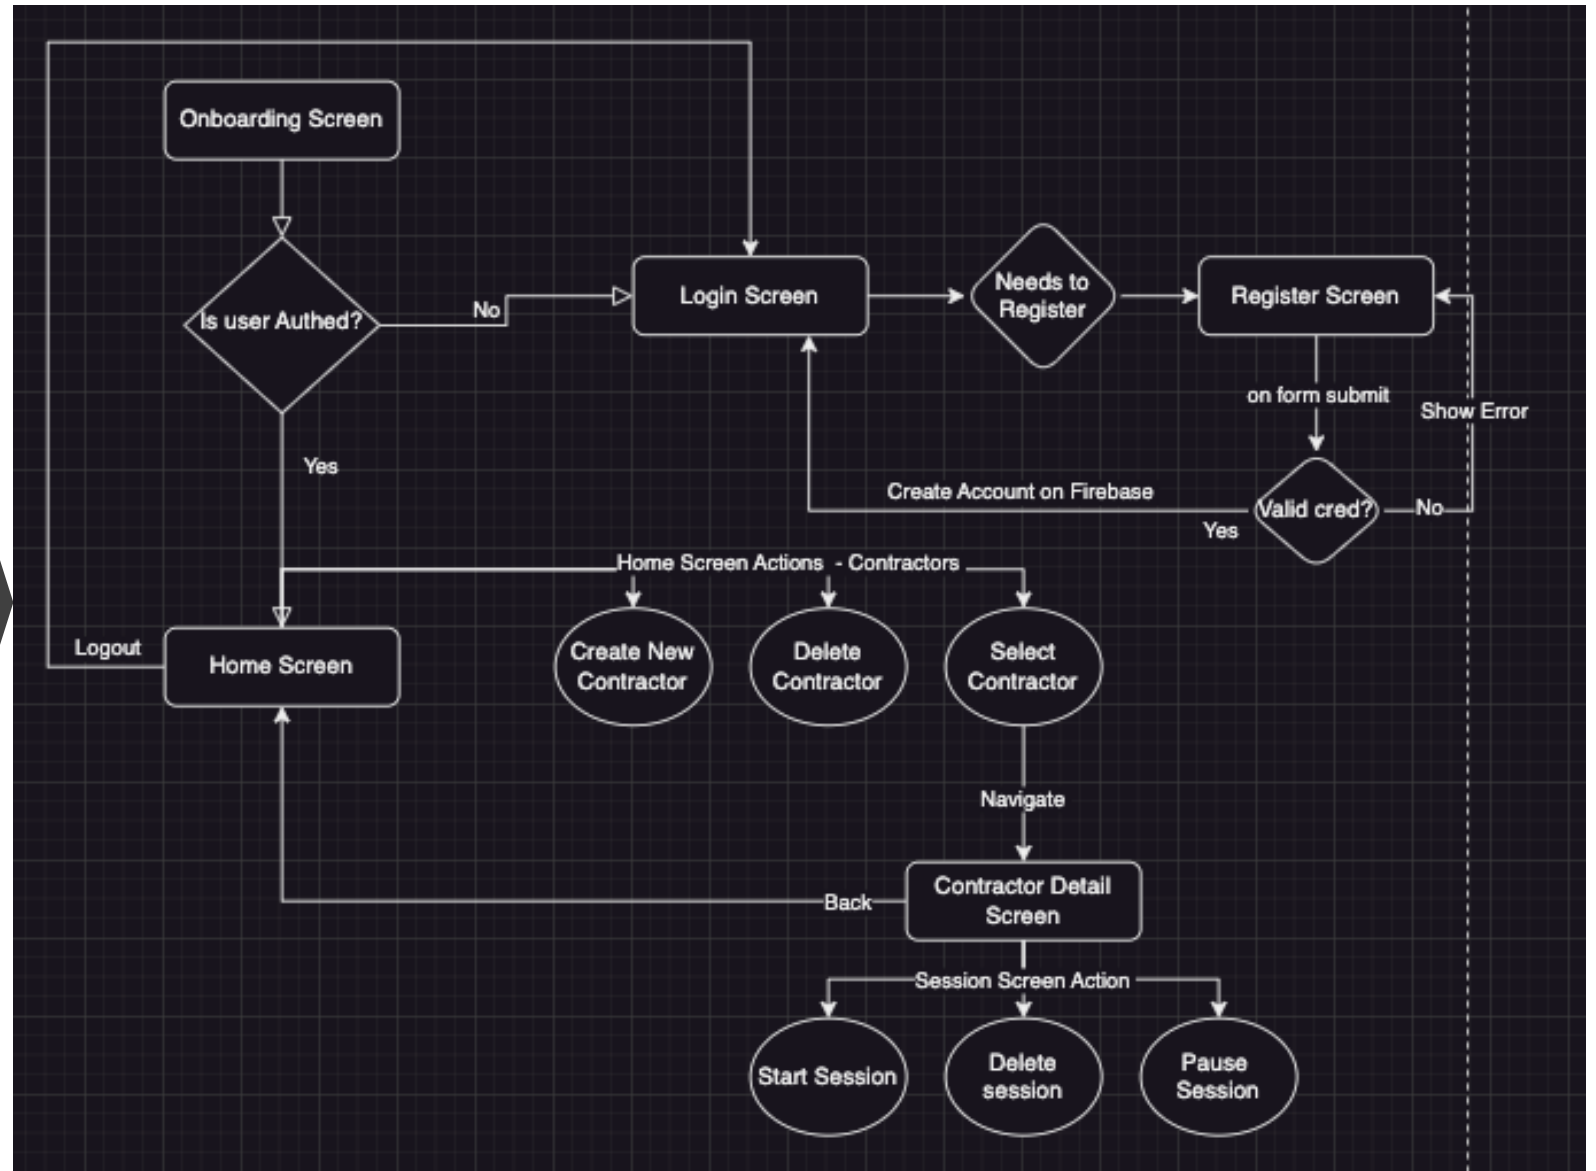 Onboarding Screen
Is user Authed?
No
Login Screen
Needs to
Register
Register Screen
on form submit
Show Error
Yes
Create Account on Firebase
Valid cred?
No
Yes
Home Screen Actions - Contractors
Logout
Home Screen
Create New
Contractor
Delete
Contractor
Select
Contractor
Navigate
Back
Contractor Detail
Screen
Session Screen Action
Start Session
Delete
session
Pause
Session